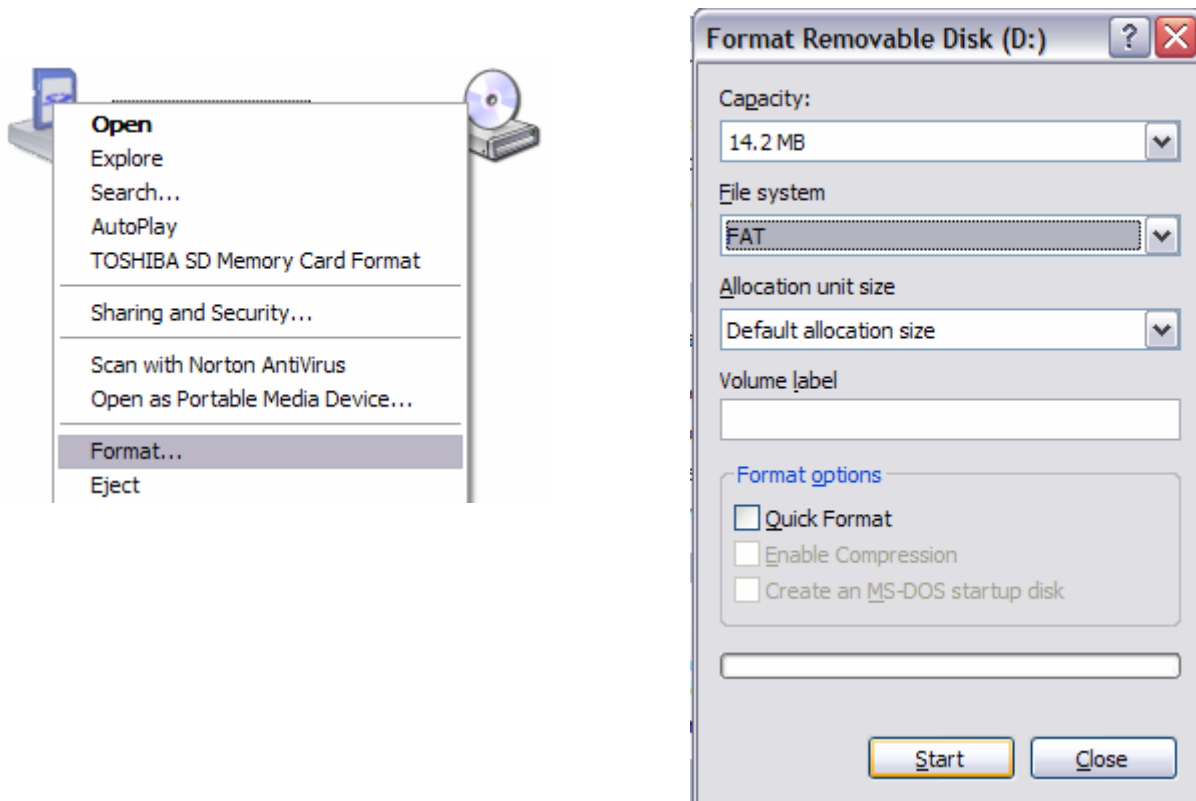 Open
Explore
Search...
AutoPlay
TOSHIBA SD Memory Card Format
Sharing and Security...
Scan with Norton AntiVirus
Open as Portable Media Device...
Format...
Eject
Format Removable Disk (D:)
Capacity:
14.2 MB
File system
FAT
Allocation unit size
Default allocation size
Volume label
Format options
Quick Format
Enable Compression
Create an MS-DOS startup disk
Start
Close